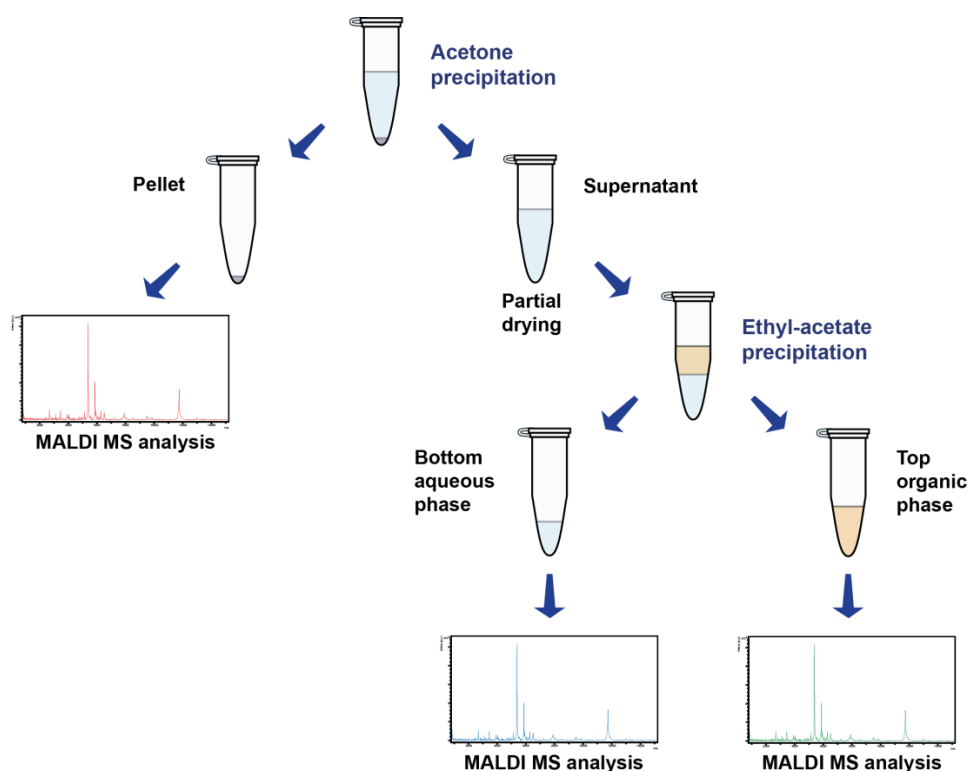 Acetone
precipitation
Pellet
Supernatant
Partial
drying
Ethyl-acetate
precipitation
MALDI MS analysis
Bottom
aqueous
phase
Top
organic
phase
MALDI MS analysis
MALDI MS analysis